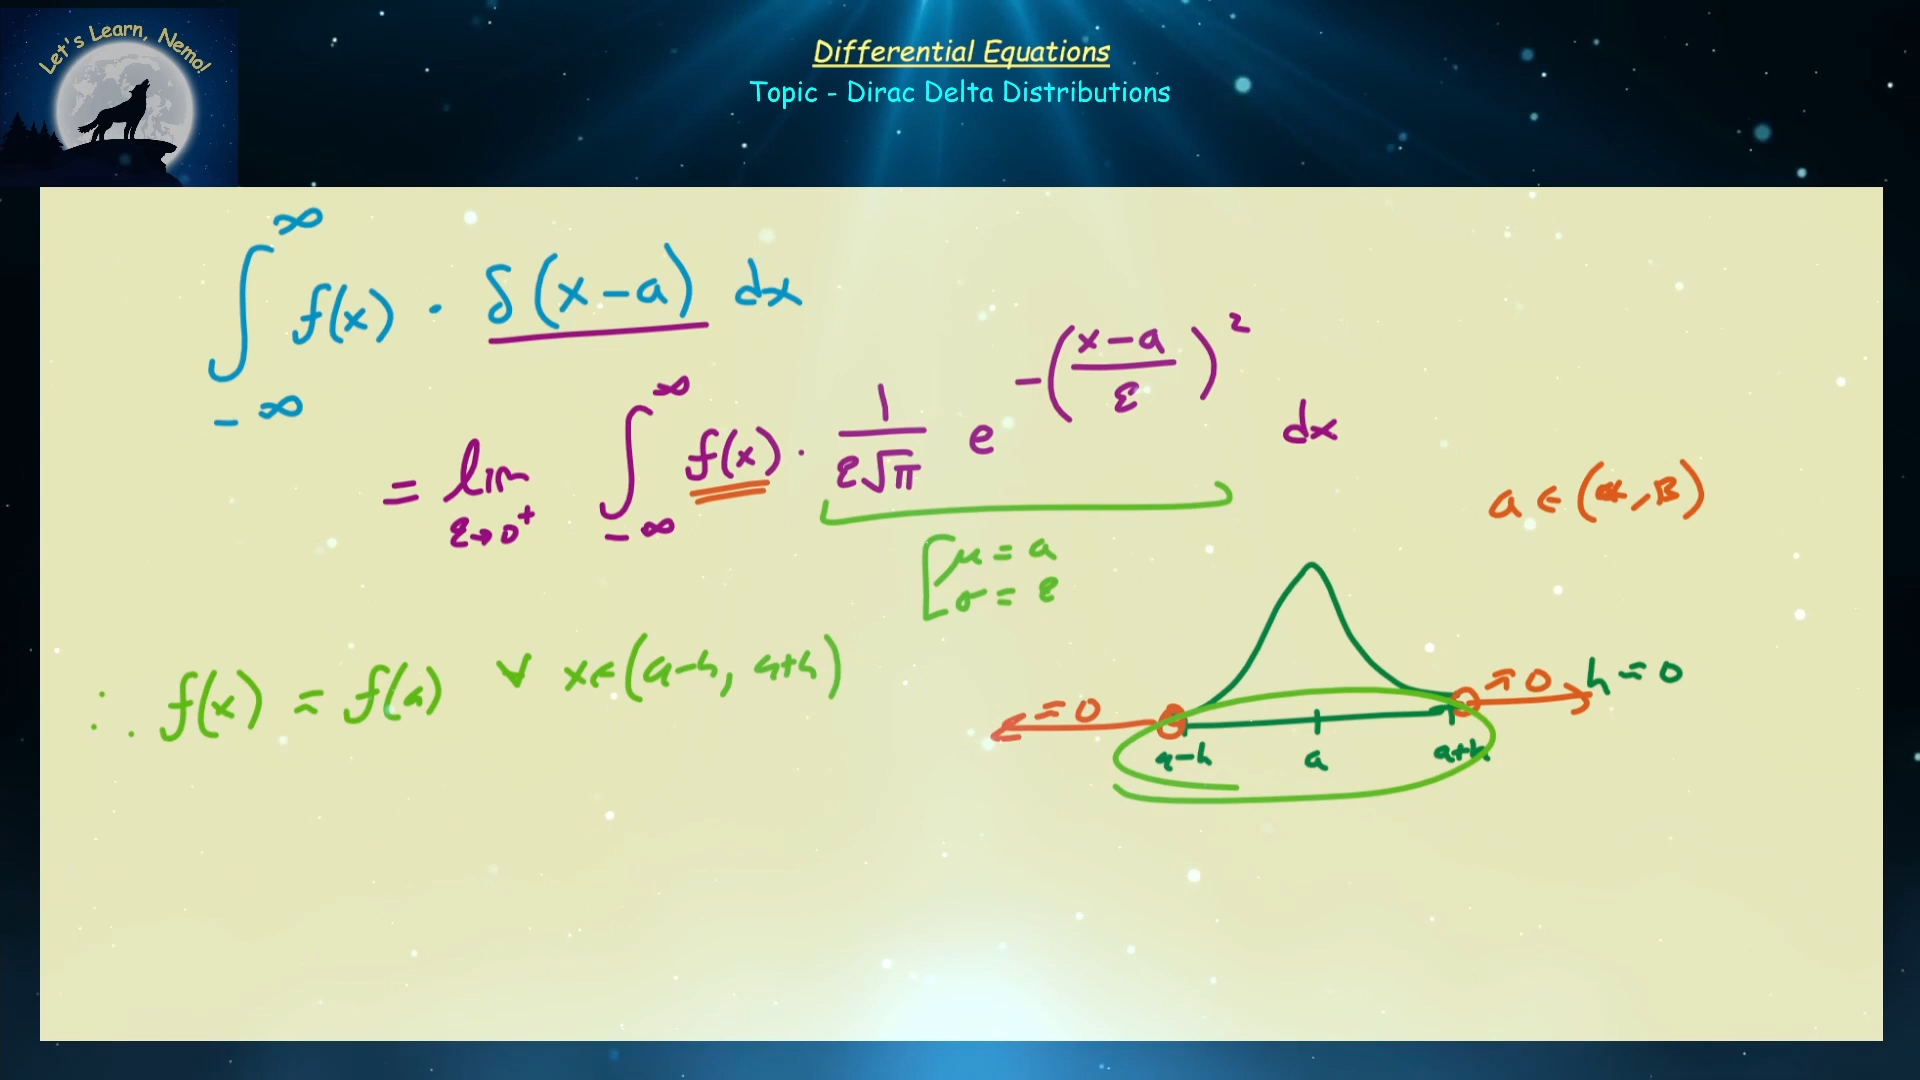 Let's Learn, Nemo!
Differential Equations
Topic - Dirac Delta Distributions
∫_{-∞}^{∞} f(x) · δ(x-a) dx
= lim_{ε→0⁺} ∫_{-∞}^{∞} f(x) · 1/(ε√π) e^{-((x-a)/ε)²} dx
a ∈ (α, β)
μ = a
σ = ε
∴ f(x) = f(a) ∀ x ∈ (a-h, a+h)
= 0
= 0
h = 0
a-h a a+h